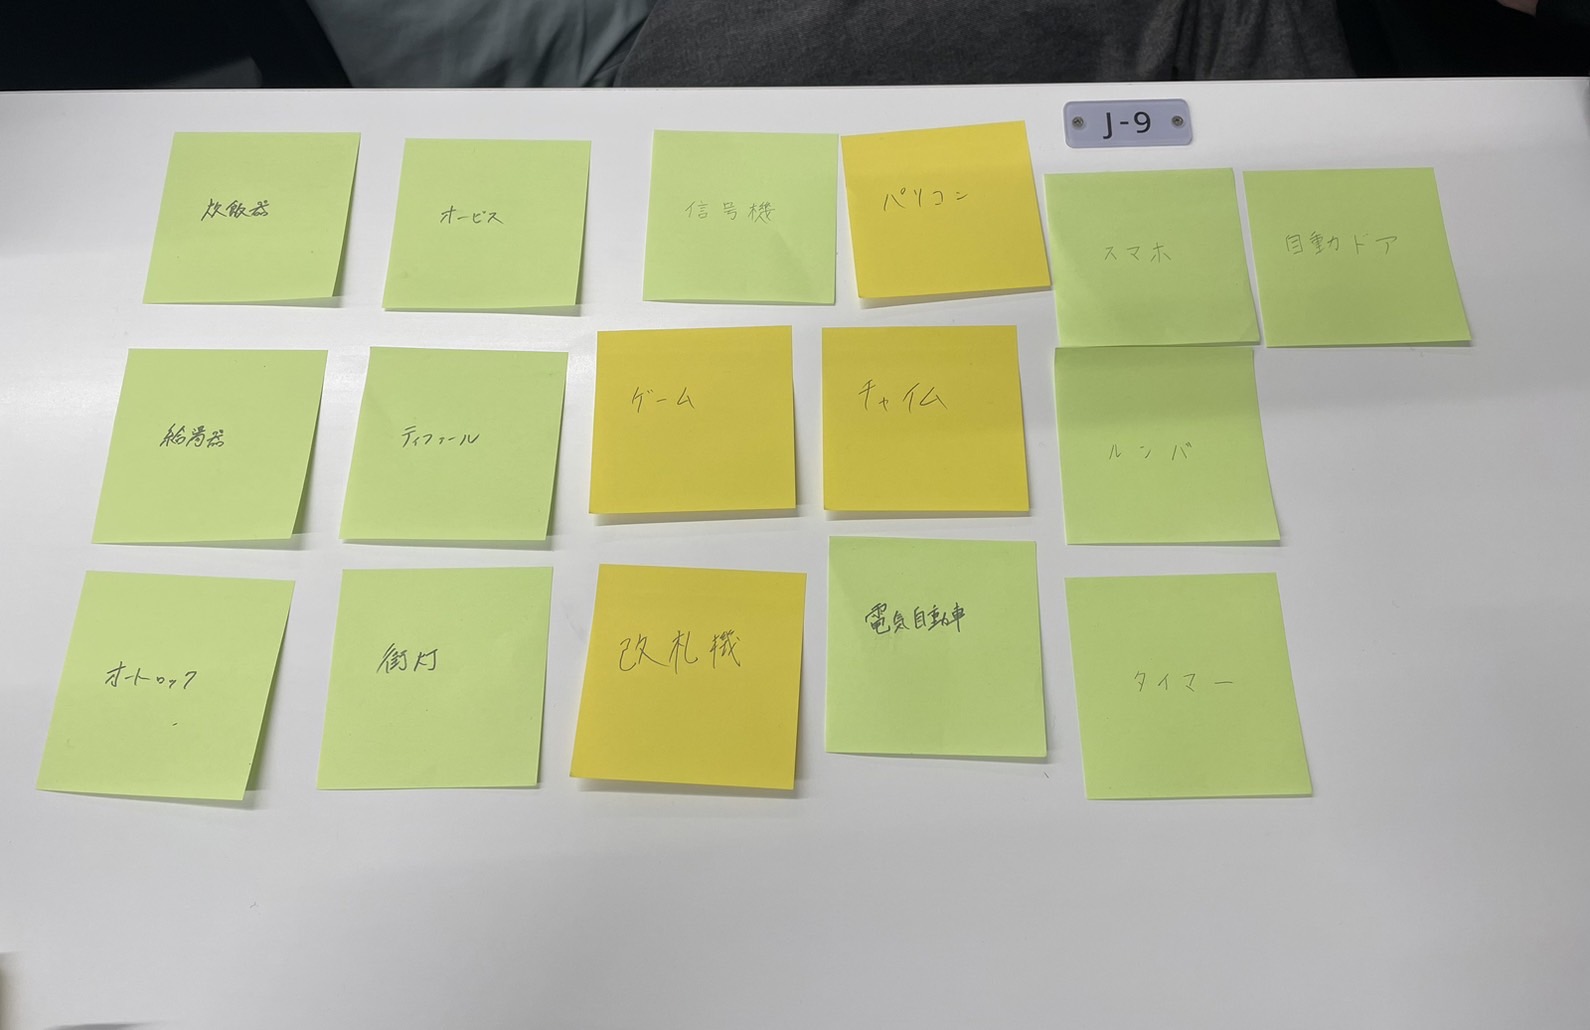 J-9
炊飯器
オービス
信号機
パソコン
スマホ
自動ドア
給湯器
ティファール
ゲーム
チャイム
ルンバ
オートロック
街灯
改札機
電気自動車
タイマー